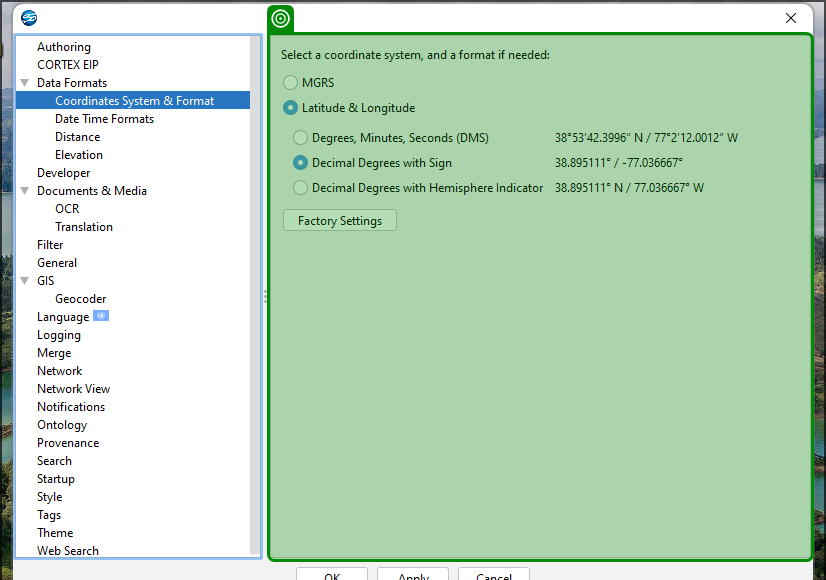 Authoring
CORTEX EIP
Data Formats
Coordinates System & Format
Date Time Formats
Distance
Elevation
Developer
Documents & Media
OCR
Translation
Filter
General
GIS
Geocoder
Language
Logging
Merge
Network
Network View
Notifications
Ontology
Provenance
Search
Startup
Style
Tags
Theme
Web Search
Select a coordinate system, and a format if needed:
MGRS
Latitude & Longitude
Degrees, Minutes, Seconds (DMS) 38°53’42.3996” N / 77°2’12.0012” W
Decimal Degrees with Sign 38.895111° / -77.036667°
Decimal Degrees with Hemisphere Indicator 38.895111° N / 77.036667° W
Factory Settings
OK Apply Cancel